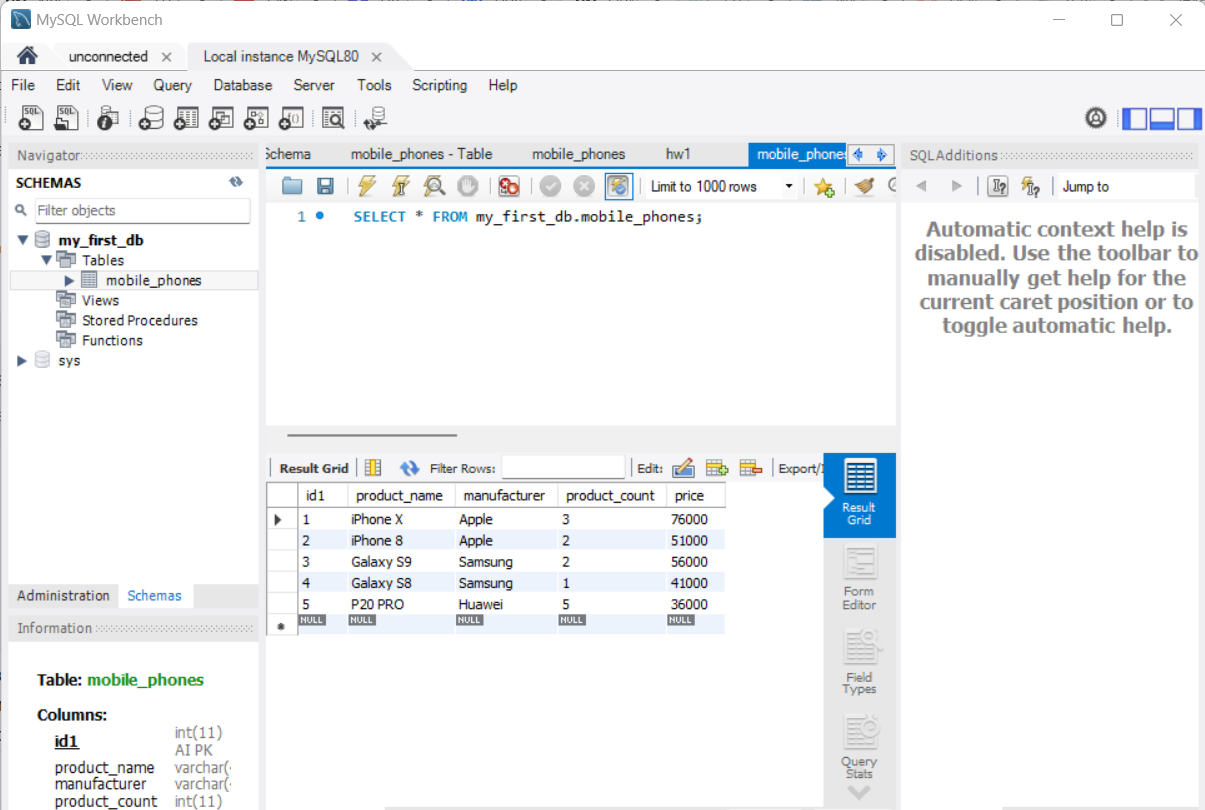 MySQL Workbench
unconnected
Local instance MySQL80
File Edit View Query Database Server Tools Scripting Help
Navigator
SCHEMAS
Filter objects
my_first_db
Tables
mobile_phones
Views
Stored Procedures
Functions
sys
Administration Schemas
Information
Table: mobile_phones
Columns:
id1 int(11)
AI PK
product_name varchar(
manufacturer varchar(
product_count int(11)
Schema mobile_phones - Table mobile_phones hw1 mobile_phones
Limit to 1000 rows
1 SELECT * FROM my_first_db.mobile_phones;
Result Grid Filter Rows: Edit: Export/I
id1 product_name manufacturer product_count price
1 iPhone X Apple 3 76000
2 iPhone 8 Apple 2 51000
3 Galaxy S9 Samsung 2 56000
4 Galaxy S8 Samsung 1 41000
5 P20 PRO Huawei 5 36000
NULL NULL NULL NULL NULL
Result
Grid
Form
Editor
Field
Types
Query
Stats
SQLAdditions
Jump to
Automatic context help is
disabled. Use the toolbar to
manually get help for the
current caret position or to
toggle automatic help.